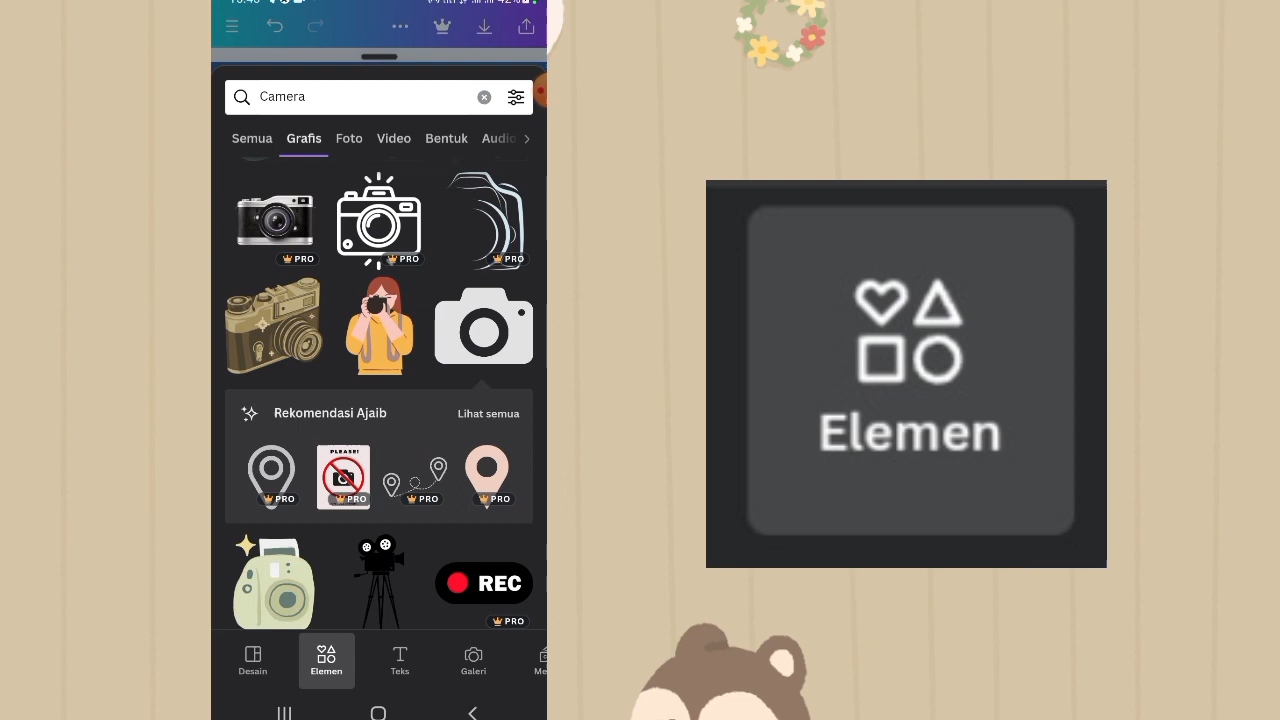 Camera
Semua Grafis Foto Video Bentuk Audio
PRO PRO PRO
Rekomendasi Ajaib Lihat semua
PLEASE!
PRO PRO PRO PRO
REC
PRO
Desain Elemen Teks Galeri
Elemen